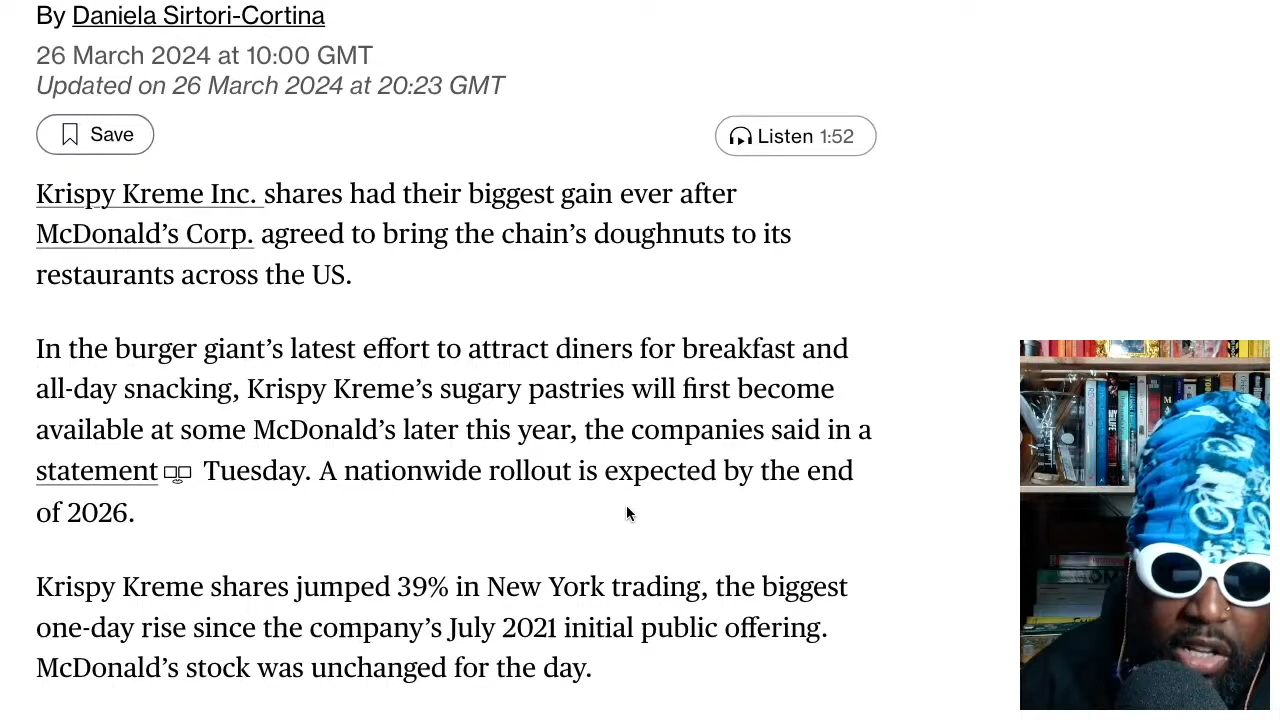 By Daniela Sirtori-Cortina
26 March 2024 at 10:00 GMT
Updated on 26 March 2024 at 20:23 GMT
Save
Listen 1:52
Krispy Kreme Inc. shares had their biggest gain ever after
McDonald’s Corp. agreed to bring the chain’s doughnuts to its
restaurants across the US.
In the burger giant’s latest effort to attract diners for breakfast and
all-day snacking, Krispy Kreme’s sugary pastries will first become
available at some McDonald’s later this year, the companies said in a
statement Tuesday. A nationwide rollout is expected by the end
of 2026.
Krispy Kreme shares jumped 39% in New York trading, the biggest
one-day rise since the company’s July 2021 initial public offering.
McDonald’s stock was unchanged for the day.